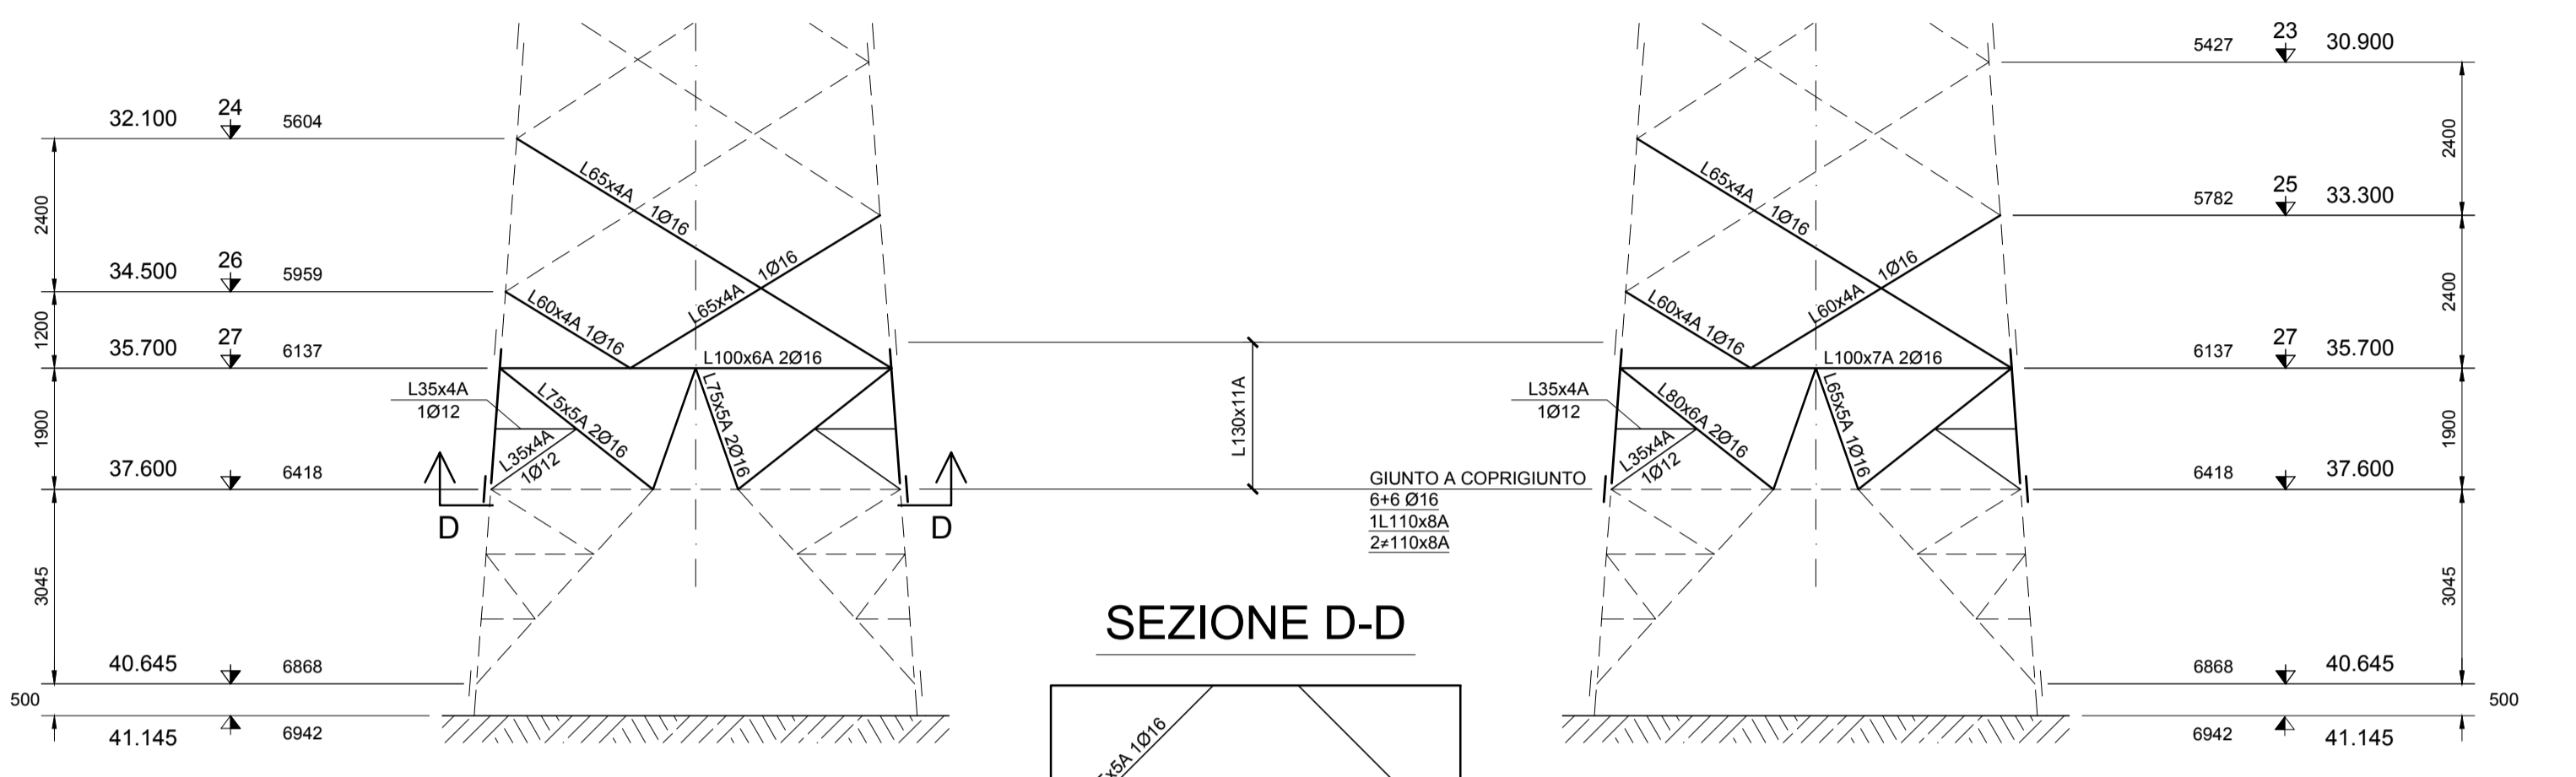 32.100 24 5604
2400
34.500 26 5959
1200
35.700 27 6137
1900
37.600 6418
3045
40.645 6868
500
41.145 6942
L65x4A 1Ø16
L60x4A 1Ø16
L65x4A 1Ø16
L100x6A 2Ø16
L35x4A
1Ø12
L75x5A 2Ø16
L75x5A 2Ø16
L35x4A
1Ø12
D D
L130x11A
GIUNTO A COPRIGIUNTO
6+6 Ø16
1L110x8A
2≠110x8A
SEZIONE D-D
x5A 1Ø16
L65x4A 1Ø16
L60x4A 1Ø16
L60x4A 1Ø16
L100x7A 2Ø16
L35x4A
1Ø12
L80x6A 2Ø16
L65x5A 1Ø16
L35x4A
1Ø12
5427 23 30.900
2400
5782 25 33.300
2400
6137 27 35.700
1900
6418 37.600
3045
6868 40.645
500
6942 41.145